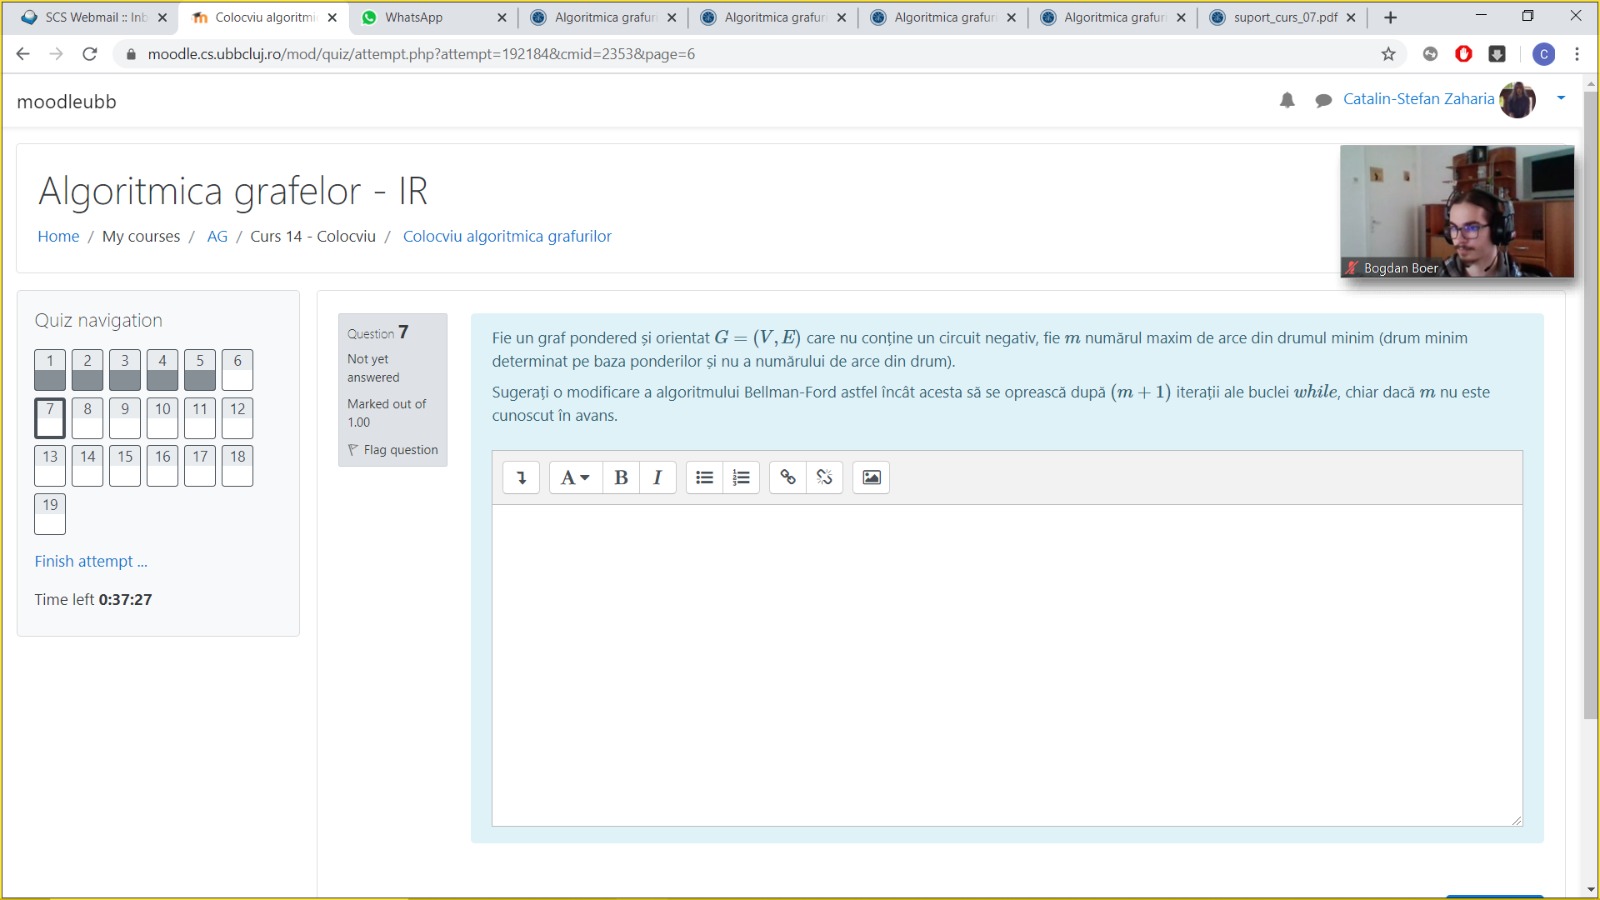 SCS Webmail :: Inb
Colocviu algoritmi
WhatsApp
Algoritmica grafuri
Algoritmica grafuri
Algoritmica grafuri
Algoritmica grafuri
suport_curs_07.pdf
moodle.cs.ubbcluj.ro/mod/quiz/attempt.php?attempt=192184&cmid=2353&page=6
C
moodleubb
Catalin-Stefan Zaharia
Algoritmica grafelor - IR
Home / My courses / AG / Curs 14 - Colocviu / Colocviu algoritmica grafurilor
Bogdan Boer
Quiz navigation
1 2 3 4 5 6
7 8 9 10 11 12
13 14 15 16 17 18
19
Finish attempt ...
Time left 0:37:27
Question 7
Not yet
answered
Marked out of
1.00
Flag question
Fie un graf pondered și orientat G = (V, E) care nu conține un circuit negativ, fie m numărul maxim de arce din drumul minim (drum minim
determinat pe baza ponderilor și nu a numărului de arce din drum).
Sugerați o modificare a algoritmului Bellman-Ford astfel încât acesta să se oprească după (m + 1) iterații ale buclei while, chiar dacă m nu este
cunoscut în avans.
A B I